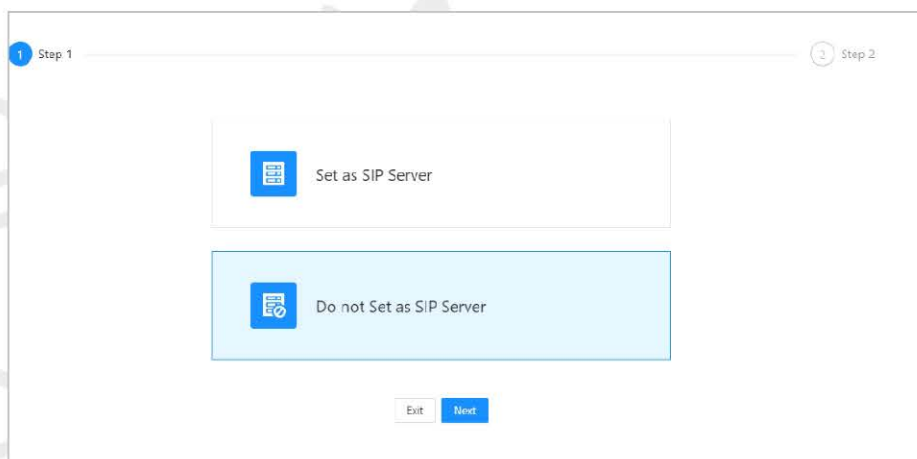 1 Step 1
2 Step 2
Set as SIP Server
Do not Set as SIP Server
Exit Next